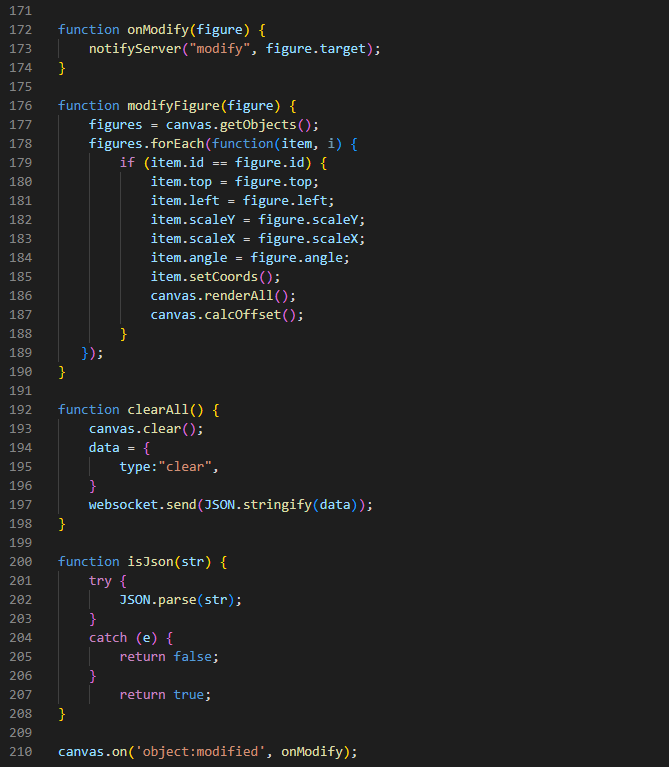 171
172 function onModify(figure) {
173     notifyServer("modify", figure.target);
174 }
175
176 function modifyFigure(figure) {
177     figures = canvas.getObjects();
178     figures.forEach(function(item, i) {
179         if (item.id == figure.id) {
180             item.top = figure.top;
181             item.left = figure.left;
182             item.scaleY = figure.scaleY;
183             item.scaleX = figure.scaleX;
184             item.angle = figure.angle;
185             item.setCoords();
186             canvas.renderAll();
187             canvas.calcOffset();
188         }
189    });
190 }
191
192 function clearAll() {
193     canvas.clear();
194     data = {
195         type:"clear",
196     }
197     websocket.send(JSON.stringify(data));
198 }
199
200 function isJson(str) {
201     try {
202         JSON.parse(str);
203     }
204     catch (e) {
205         return false;
206     }
207         return true;
208 }
209
210 canvas.on('object:modified', onModify);